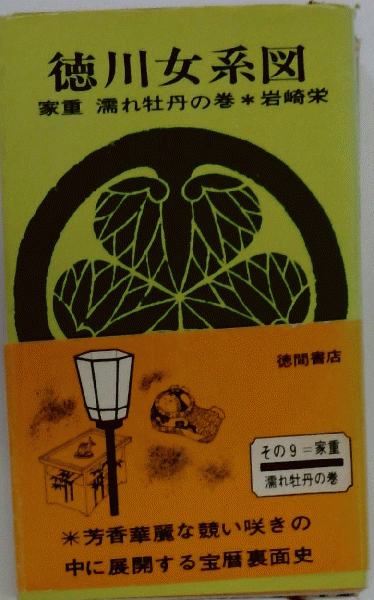 徳川女系図
家重 濡れ牡丹の巻＊岩崎栄
徳間書店
その9＝家重
濡れ牡丹の巻
＊芳香華麗な競い咲きの
中に展開する宝暦裏面史